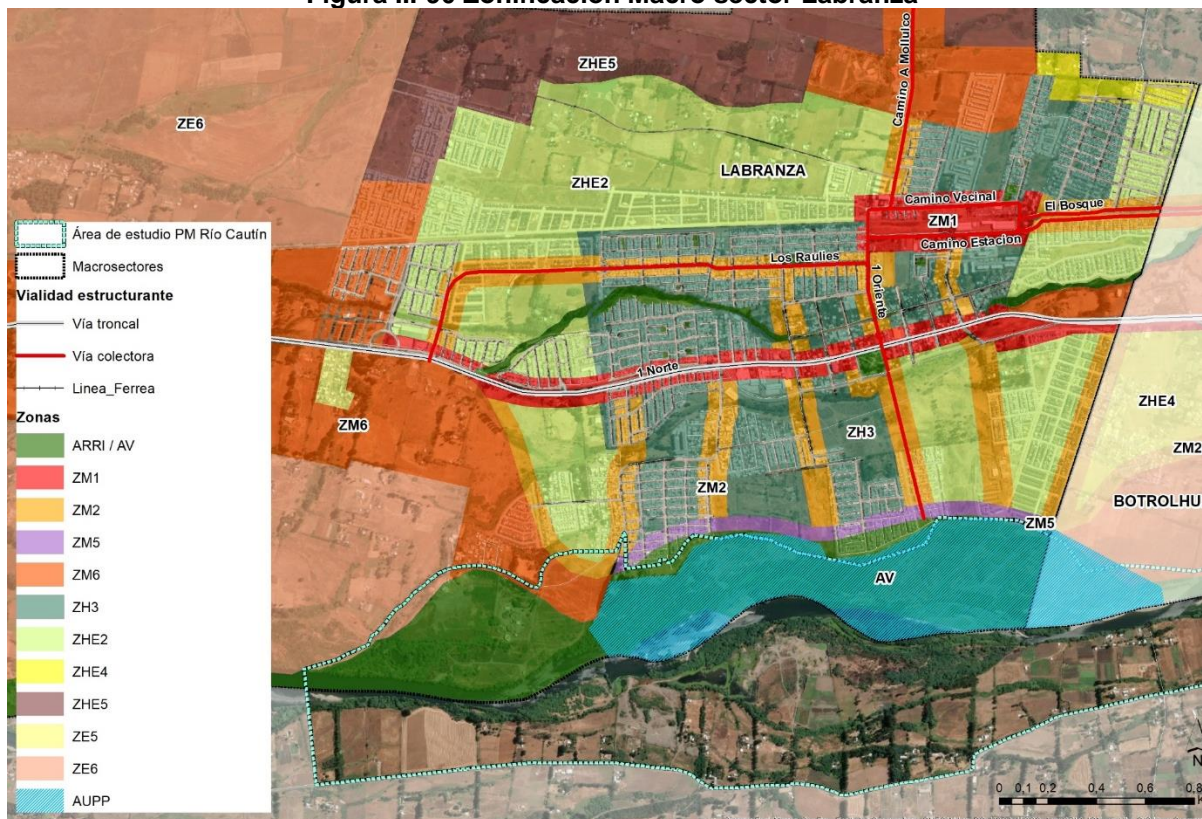 Figura III-30 Zonificación Macro sector Labranza
ZHE5
Camino A Mollulco
ZE6
LABRANZA
ZHE2
Camino Vecinal
El Bosque
ZM1
Camino Estacion
Los Raulies
1 Oriente
1 Norte
ZHE4
ZM6
ZH3
ZM2
ZM2
BOTROLHU
ZM5
AV
Área de estudio PM Río Cautín
Macrosectores
Vialidad estructurante
Vía troncal
Vía colectora
Linea_Ferrea
Zonas
ARRI / AV
ZM1
ZM2
ZM5
ZM6
ZH3
ZHE2
ZHE4
ZHE5
ZE5
ZE6
AUPP
N
0 0,1 0,2 0,4 0,6 0,8